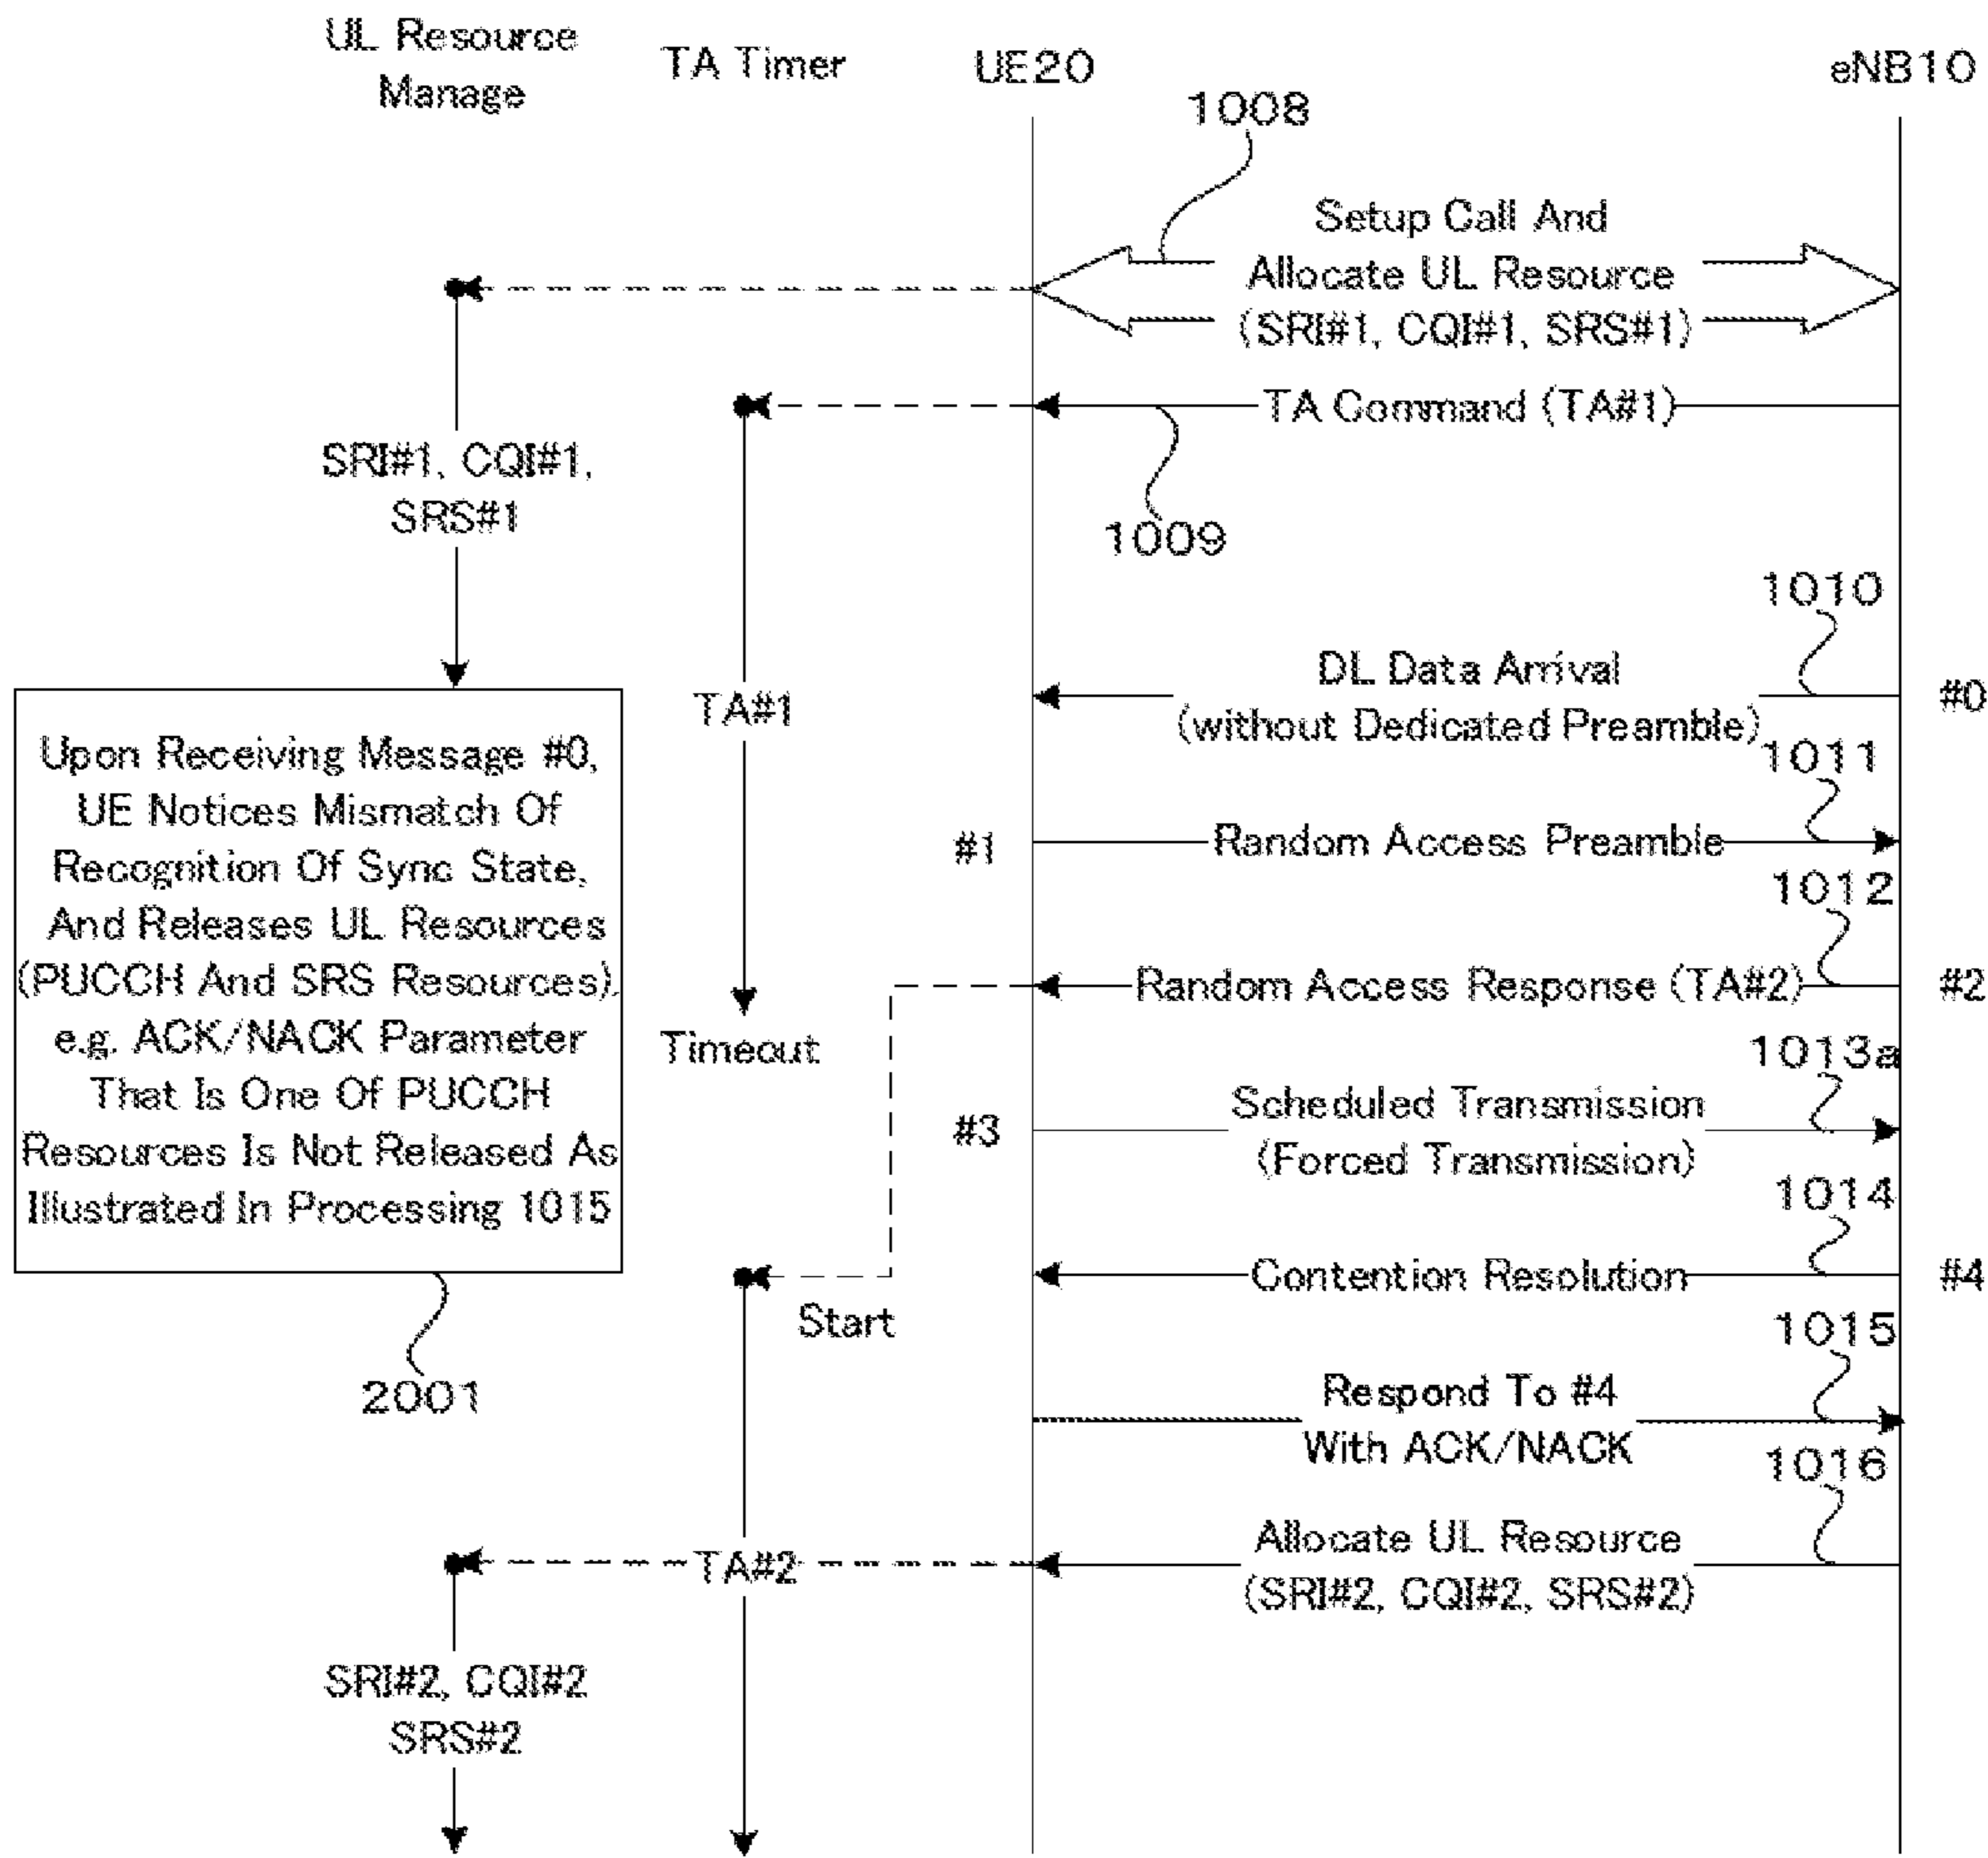 UL Resource
Manage
TA Timer
UE20
eNB10
1008
Setup Call And
Allocate UL Resource
(SRI#1, CQI#1, SRS#1)
TA Command (TA#1)
SRI#1, CQI#1,
SRS#1
1009
1010
DL Data Arrival
(without Dedicated Preamble)
#0
TA#1
Upon Receiving Message #0,
UE Notices Mismatch Of
Recognition Of Sync State,
And Releases UL Resources
(PUCCH And SRS Resources).
e.g. ACK/NACK Parameter
That Is One Of PUCCH
Resources Is Not Released As
Illustrated In Processing 1015
2001
1011
#1
Random Access Preamble
1012
Random Access Response (TA#2)
#2
Timeout
1013a
#3
Scheduled Transmission
(Forced Transmission)
1014
Contention Resolution
#4
Start
1015
Respond To #4
With ACK/NACK
1016
TA#2
Allocate UL Resource
(SRI#2, CQI#2, SRS#2)
SRI#2, CQI#2
SRS#2